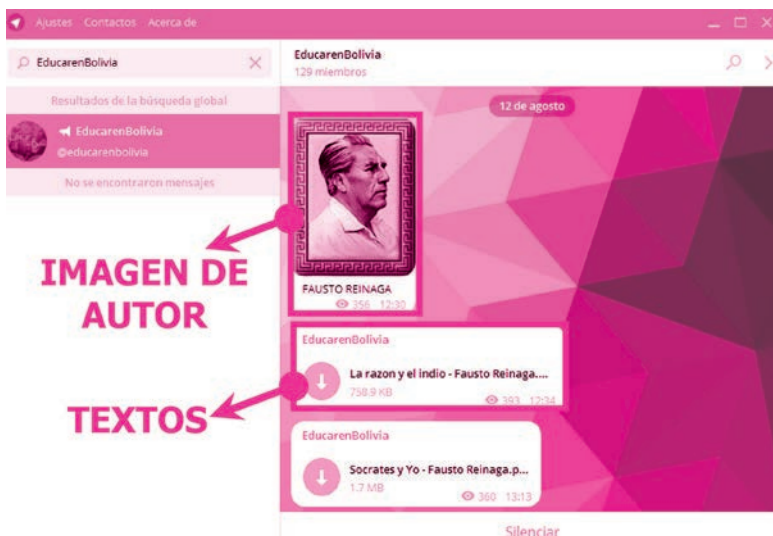 Ajustes Contactos Acerca de
EducarenBolivia
Resultados de la búsqueda global
EducarenBolivia
@educarenbolivia
No se encontraron mensajes
EducarenBolivia
129 miembros
12 de agosto
FAUSTO REINAGA
356 12:30
IMAGEN DE
AUTOR
EducarenBolivia
La razon y el indio - Fausto Reinaga....
758.9 KB
393 12:34
TEXTOS
EducarenBolivia
Socrates y Yo - Fausto Reinaga.p...
1.7 MB
360 13:13
Silenciar